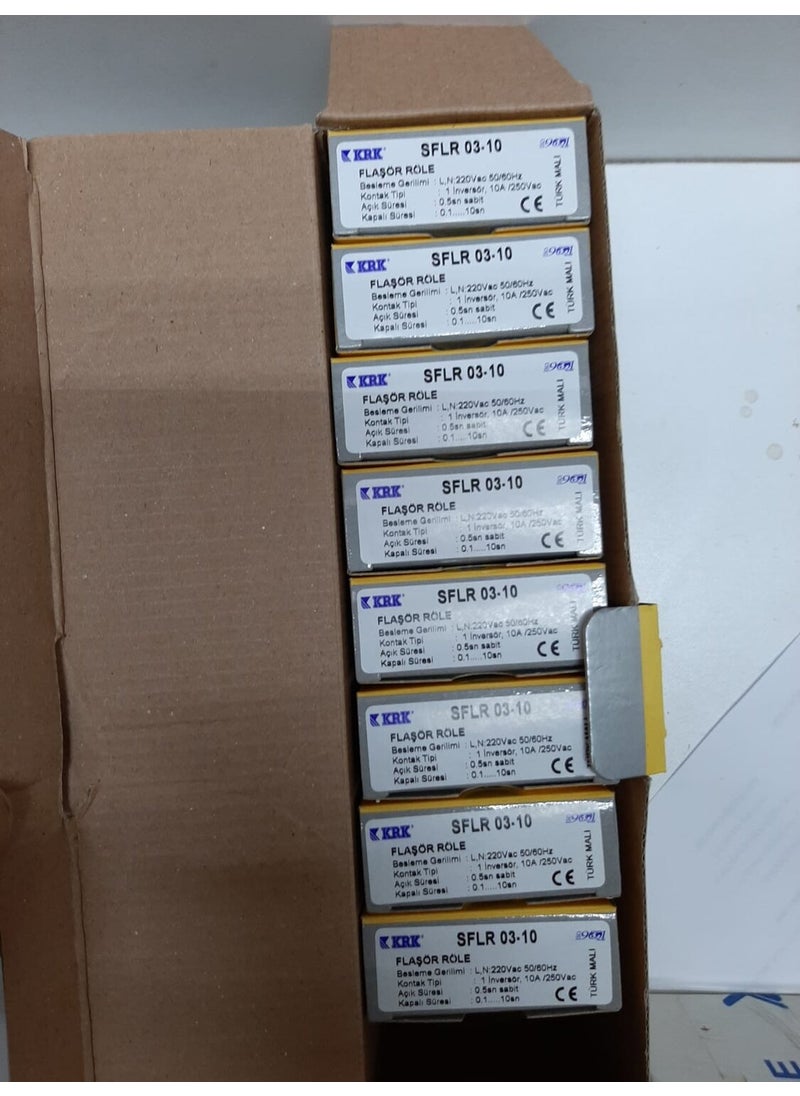 KRK SFLR 03-10
FLAŞÖR RÖLE
Besleme Gerilimi : L,N:220Vac 50/60Hz
Kontak Tipi : 1 İnversör, 10A /250Vac
Açık Süresi : 0.5sn sabit
Kapalı Süresi : 0.1.....10sn
CE
TÜRK MALI
KRK SFLR 03-10
FLAŞÖR RÖLE
Besleme Gerilimi : L,N:220Vac 50/60Hz
Kontak Tipi : 1 İnversör, 10A /250Vac
Açık Süresi : 0.5sn sabit
Kapalı Süresi : 0.1.....10sn
CE
TÜRK MALI
KRK SFLR 03-10
FLAŞÖR RÖLE
Besleme Gerilimi : L,N:220Vac 50/60Hz
Kontak Tipi : 1 İnversör, 10A /250Vac
Açık Süresi : 0.5sn sabit
Kapalı Süresi : 0.1.....10sn
CE
TÜRK MALI
KRK SFLR 03-10
FLAŞÖR RÖLE
Besleme Gerilimi : L,N:220Vac 50/60Hz
Kontak Tipi : 1 İnversör, 10A /250Vac
Açık Süresi : 0.5sn sabit
Kapalı Süresi : 0.1.....10sn
CE
TÜRK MALI
KRK SFLR 03-10
FLAŞÖR RÖLE
Besleme Gerilimi : L,N:220Vac 50/60Hz
Kontak Tipi : 1 İnversör, 10A /250Vac
Açık Süresi : 0.5sn sabit
Kapalı Süresi : 0.1.....10sn
CE
TÜRK MALI
KRK SFLR 03-10
FLAŞÖR RÖLE
Besleme Gerilimi : L,N:220Vac 50/60Hz
Kontak Tipi : 1 İnversör, 10A /250Vac
Açık Süresi : 0.5sn sabit
Kapalı Süresi : 0.1.....10sn
CE
KRK SFLR 03-10
FLAŞÖR RÖLE
Besleme Gerilimi : L,N:220Vac 50/60Hz
Kontak Tipi : 1 İnversör, 10A /250Vac
Açık Süresi : 0.5sn sabit
Kapalı Süresi : 0.1.....10sn
CE
TÜRK MALI
KRK SFLR 03-10
FLAŞÖR RÖLE
Besleme Gerilimi : L,N:220Vac 50/60Hz
Kontak Tipi : 1 İnversör, 10A /250Vac
Açık Süresi : 0.5sn sabit
Kapalı Süresi : 0.1.....10sn
CE
TÜRK MALI